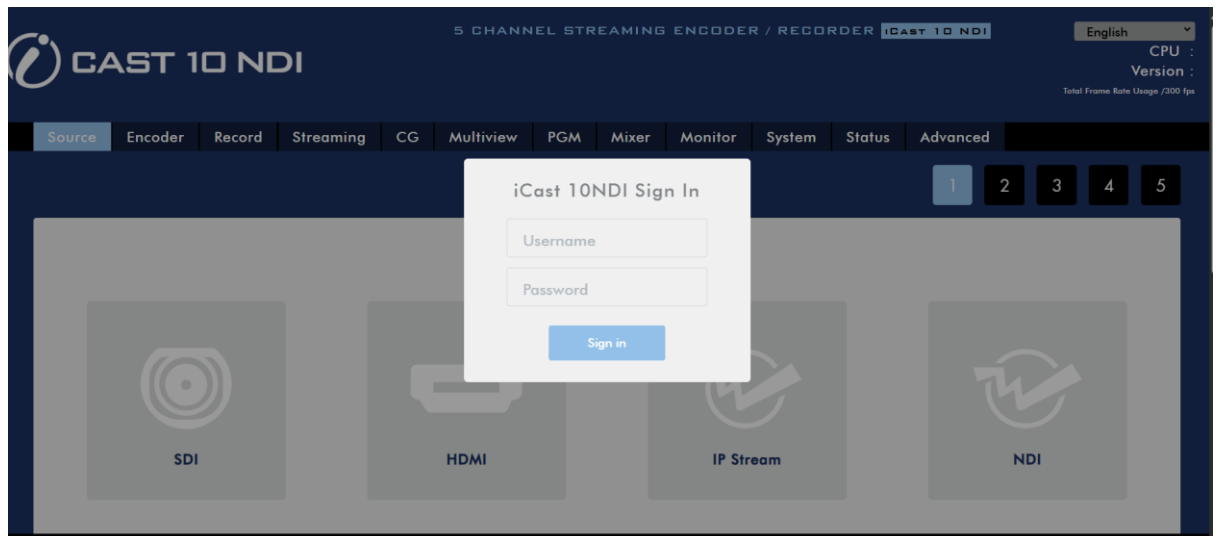 5 CHANNEL STREAMING ENCODER / RECORDER iCAST 10 NDI
English
CPU :
Version :
Total Frame Rate Usage /300 fps
i CAST 10 NDI
Source Encoder Record Streaming CG Multiview PGM Mixer Monitor System Status Advanced
1 2 3 4 5
iCast 10NDI Sign In
Username
Password
Sign in
SDI HDMI IP Stream NDI